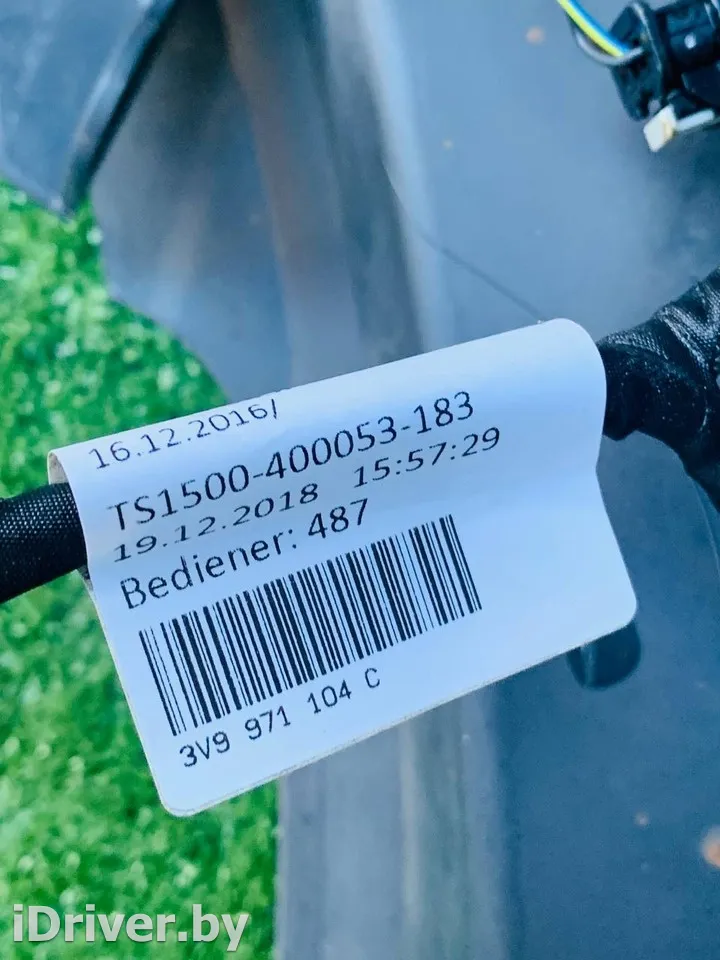 16.12.2016/
TS1500-400053-183
19.12.2018 15:57:29
Bediener: 487
3V9 971 104 C
iDriver.by